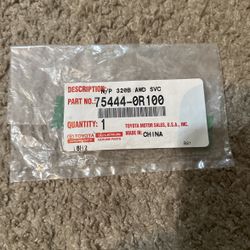 DESCRIPTION:
N/P 320B AWD SVC
PART NO.: 75444-0R100
QUANTITY: 1
TOYOTA MOTOR SALES, U.S.A., INC.
MADE IN: CHINA
TOYOTA
GENUINE PARTS